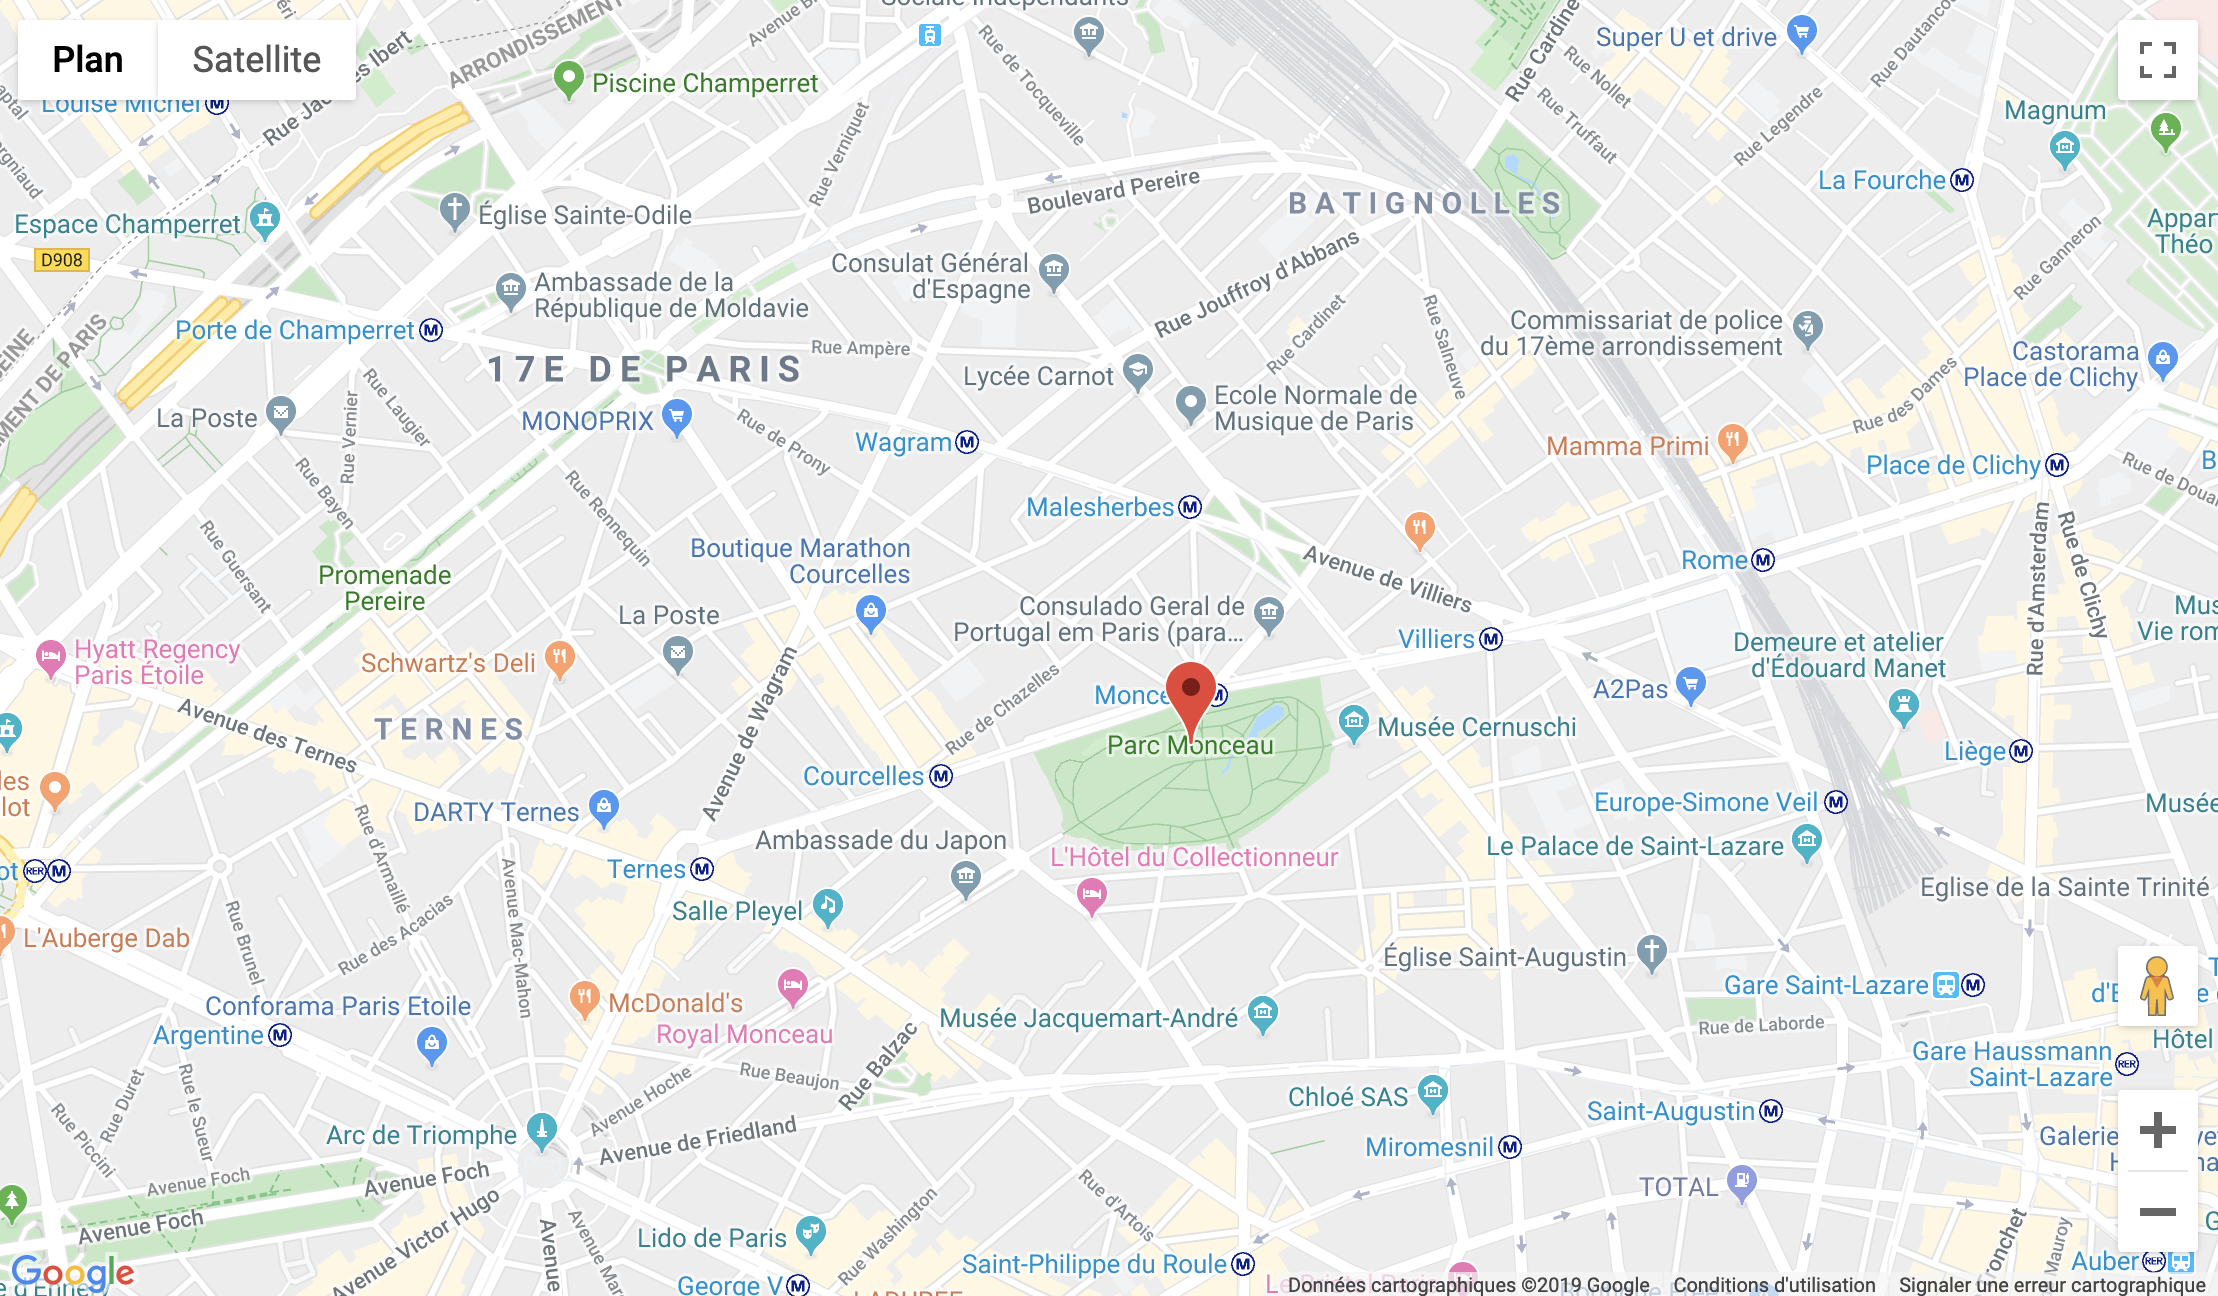 Plan
Satellite
Sociale Indépendants
Super U et drive
ARRONDISSEMENT
Piscine Champerret
Louise Michel
Rue de Tocqueville
Rue Cardinet
Rue Nollet
Rue Truffaut
Rue Legendre
Rue Dautancourt
Magnum
Rue Verniquet
La Fourche
Espace Champerret
Église Sainte-Odile
Boulevard Pereire
BATIGNOLLES
D908
Ambassade de la
République de Moldavie
Consulat Général
d'Espagne
Rue Jouffroy d'Abbans
Rue Ganneron
Porte de Champerret
Rue Ampère
Rue Cardinet
Rue Salneuve
Commissariat de police
du 17ème arrondissement
17E DE PARIS
Castorama
Place de Clichy
Lycée Carnot
Ecole Normale de
Musique de Paris
La Poste
Rue Vernier
Rue Laugier
MONOPRIX
Rue de Prony
Wagram
Mamma Primi
Rue des Dames
Place de Clichy
Rue de Douai
Rue Bayen
Rue Rennequin
Malesherbes
Rue Guersant
Boutique Marathon
Courcelles
Avenue de Villiers
Rome
Rue d'Amsterdam
Rue de Clichy
Promenade
Pereire
La Poste
Consulado Geral de
Portugal em Paris (para...
Villiers
Hyatt Regency
Paris Étoile
Schwartz's Deli
Demeure et atelier
d'Édouard Manet
A2Pas
Avenue des Ternes
TERNES
Avenue de Wagram
Rue de Chazelles
Monce
Parc Monceau
Musée Cernuschi
Liège
Courcelles
DARTY Ternes
Europe-Simone Veil
Musée
Rue d'Armaillé
Ambassade du Japon
Le Palace de Saint-Lazare
L'Hôtel du Collectionneur
Ternes
Avenue Mac-Mahon
Eglise de la Sainte Trinité
Salle Pleyel
Rue Brunel
Rue des Acacias
L'Auberge Dab
Église Saint-Augustin
Gare Saint-Lazare
Conforama Paris Etoile
McDonald's
Royal Monceau
Musée Jacquemart-André
Rue de Laborde
Argentine
Hôtel
Gare Haussmann
Saint-Lazare
Rue Balzac
Rue Beaujon
Avenue Hoche
Rue Duret
Rue le Sueur
Rue Piccini
Chloé SAS
Saint-Augustin
Arc de Triomphe
Avenue de Friedland
Miromesnil
Galerie
Avenue Foch
Avenue Foch
Avenue Foch
TOTAL
Avenue Victor Hugo
Avenue
Rue Washington
Rue d'Artois
Lido de Paris
Saint-Philippe du Roule
George V
Auber
Google
Données cartographiques ©2019 Google
Conditions d'utilisation
Signaler une erreur cartographique